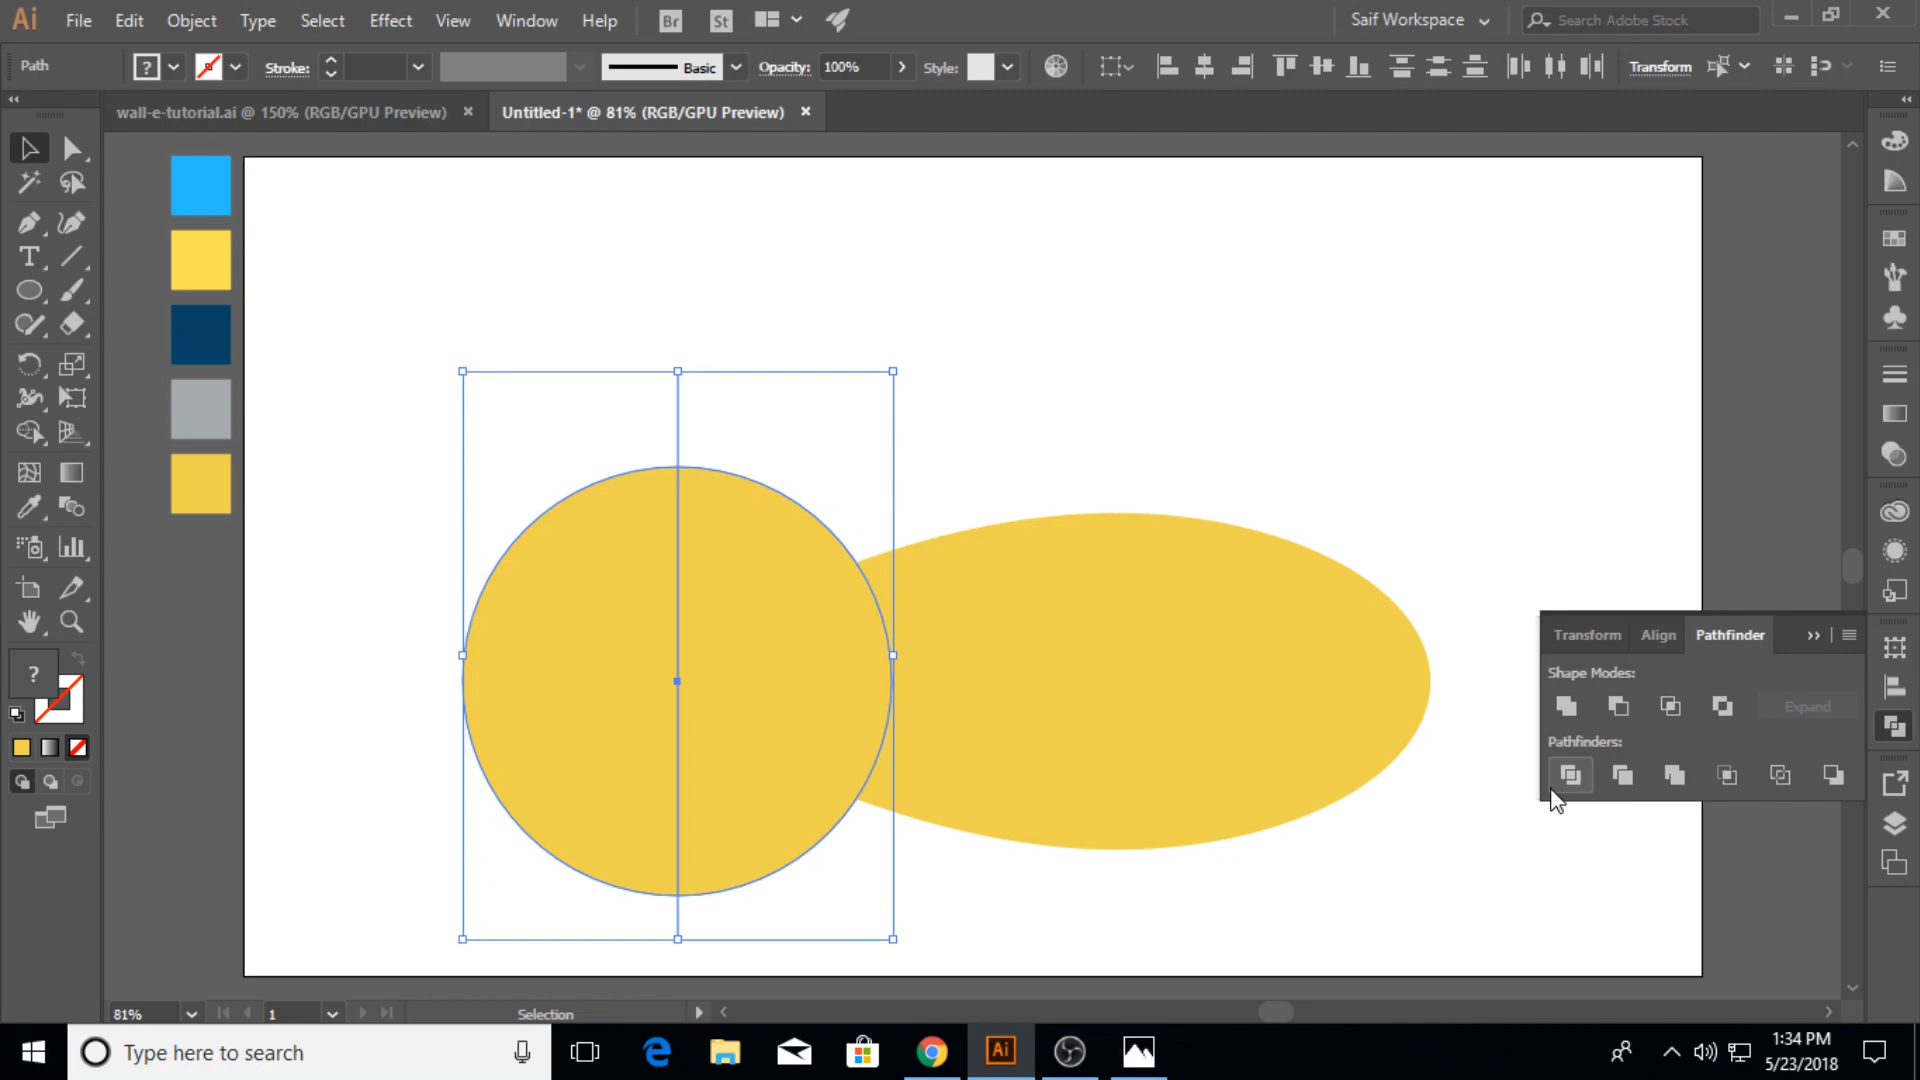 Ai File Edit Object Type Select Effect View Window Help Br St Saif Workspace Search Adobe Stock
Path ? Stroke: Basic Opacity: 100% Style: Transform
wall-e-tutorial.ai @ 150% (RGB/GPU Preview) × Untitled-1* @ 81% (RGB/GPU Preview) ×
Transform Align Pathfinder
Shape Modes:
Expand
Pathfinders:
?
81% 1 Selection
Type here to search Ai
1:34 PM
5/23/2018